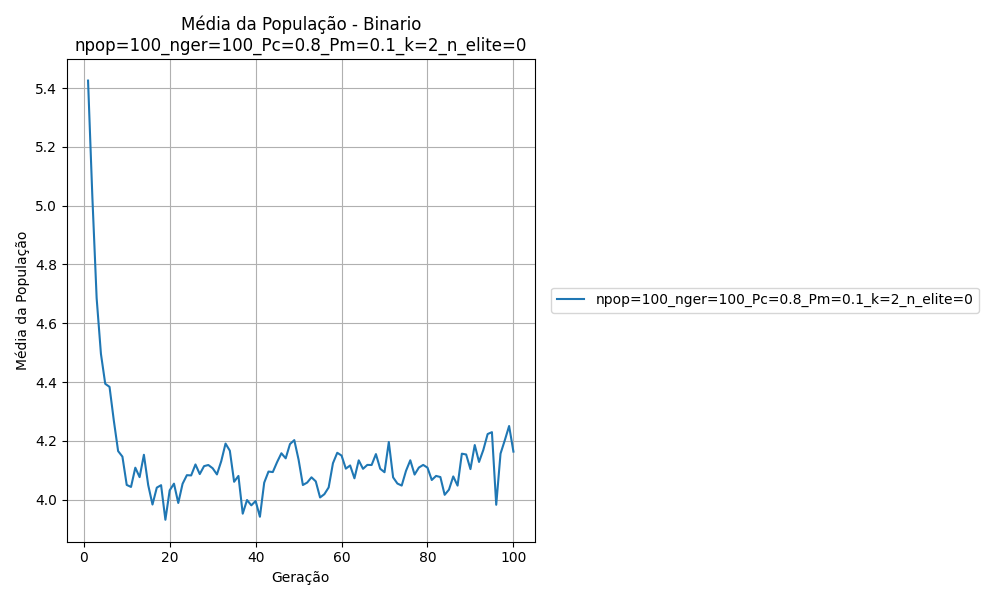 Média da População - Binario
npop=100_nger=100_Pc=0.8_Pm=0.1_k=2_n_elite=0
Média da População
5.4
5.2
5.0
4.8
4.6
4.4
4.2
4.0
0
20
40
60
80
100
Geração
npop=100_nger=100_Pc=0.8_Pm=0.1_k=2_n_elite=0